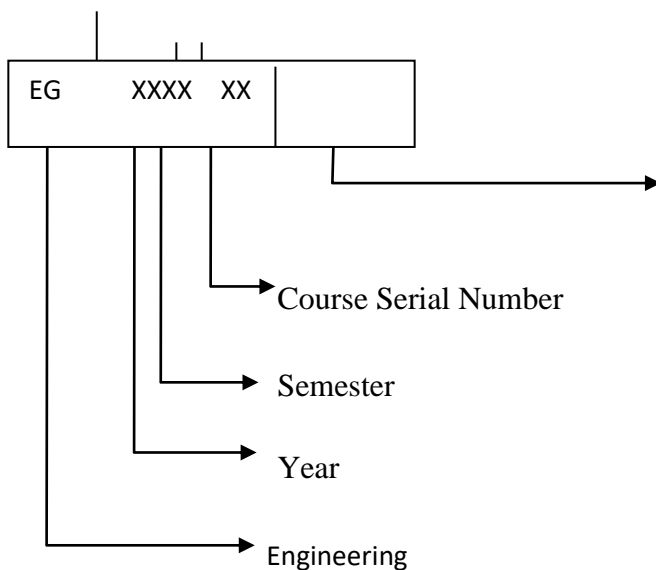 EG XXXX XX
Course Serial Number
Semester
Year
Engineering